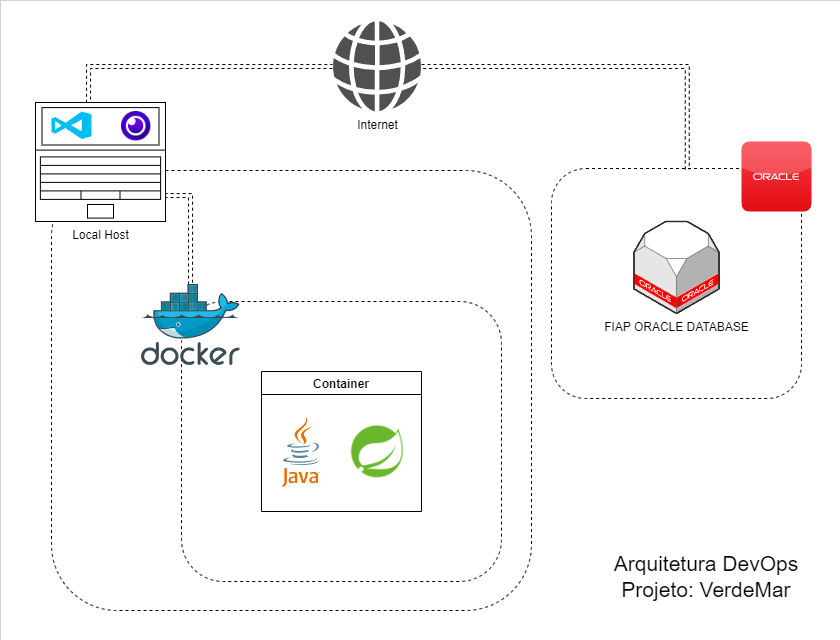 Internet
ORACLE
Local Host
ORACLE ORACLE
FIAP ORACLE DATABASE
docker
Container
Java
Arquitetura DevOps
Projeto: VerdeMar